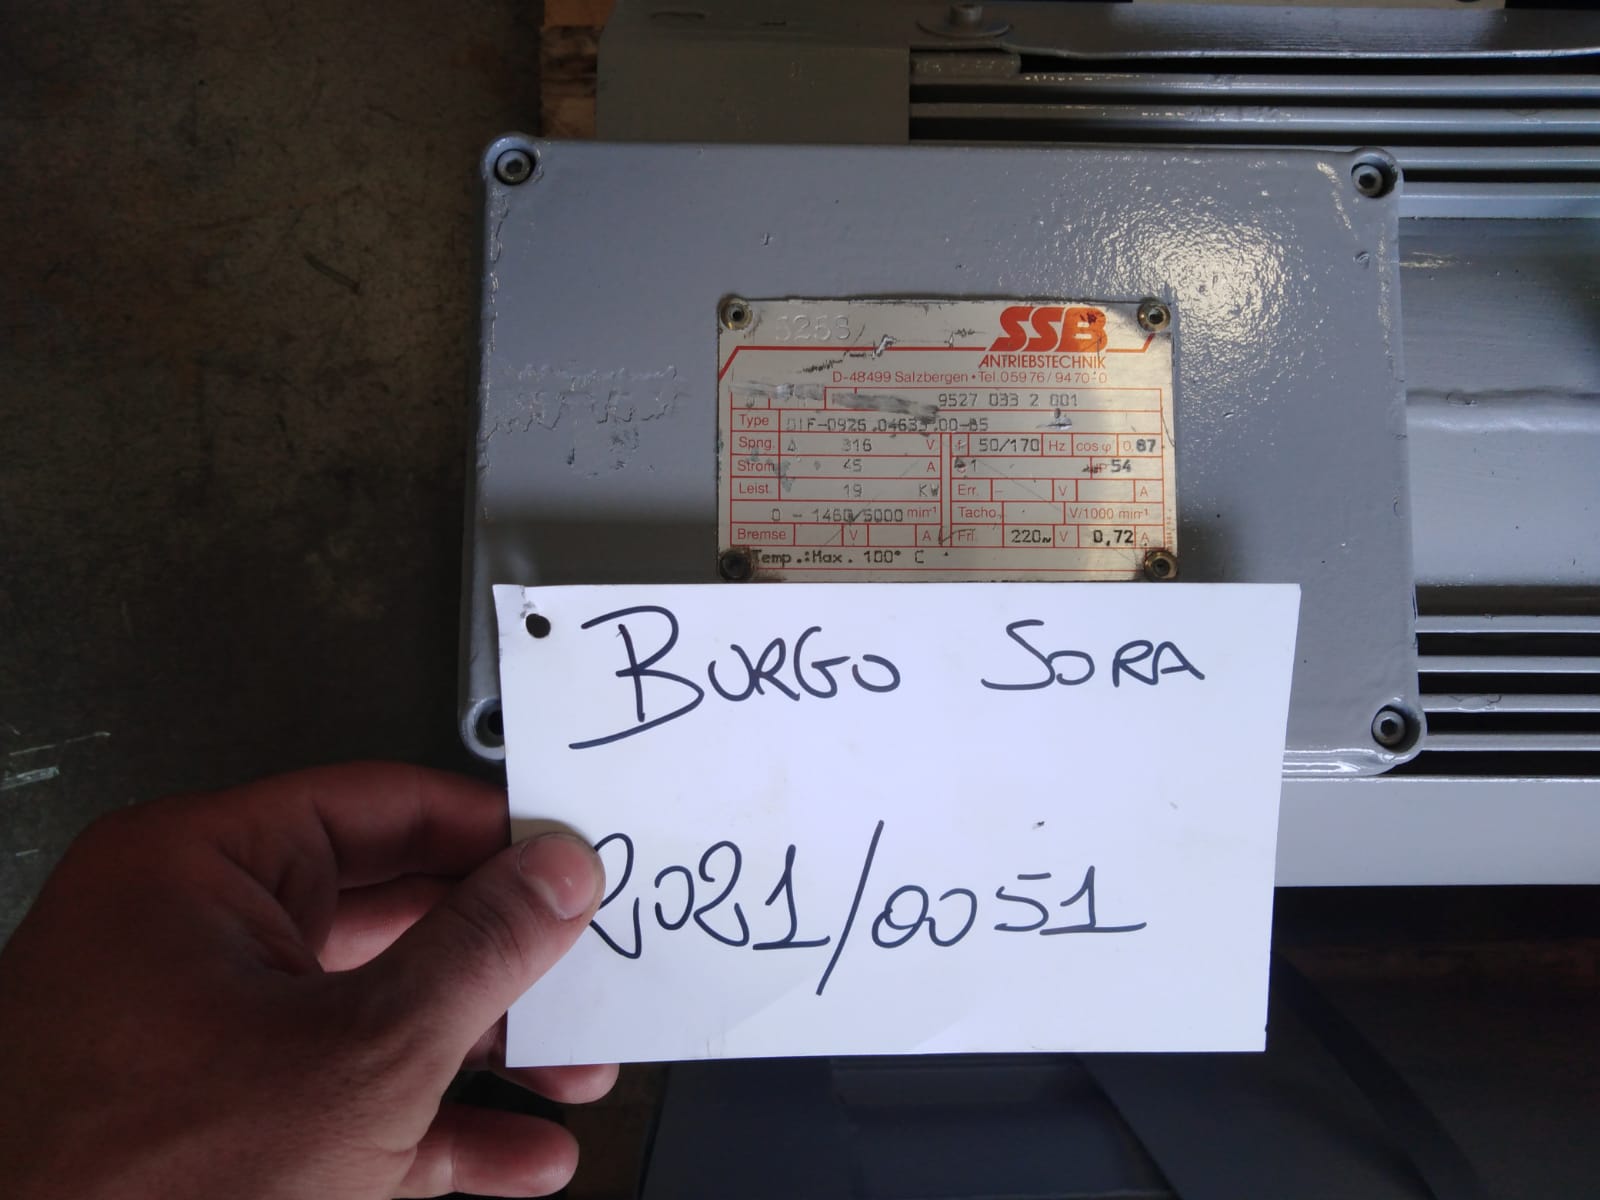 SSB
ANTRIEBSTECHNIK
D-48499 Salzbergen • Tel. 05976/9470-0
9527 033 2 001
Type
Spng. Δ 316 V f 50/170 Hz cos φ 0,87
Strom 45 A 54
Leist. 19 KW Err. – V A
0 - 1460/5000 min-1 Tacho V/1000 min-1
Bremse V A Frl. 220~ V 0,72 A
Temp.:Max. 100° C
BURGO SORA
2021/0051